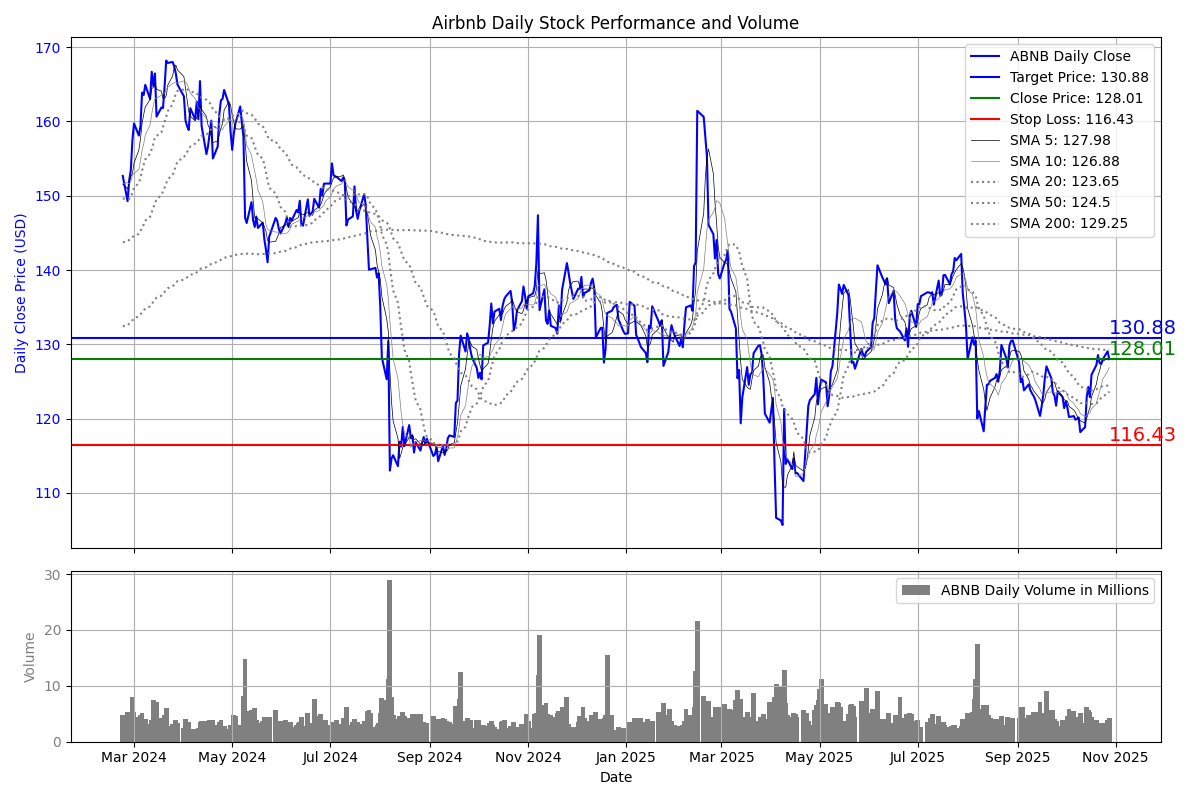 Airbnb Daily Stock Performance and Volume
170
160
150
140
130
120
110
Daily Close Price (USD)
ABNB Daily Close
Target Price: 130.88
Close Price: 128.01
Stop Loss: 116.43
SMA 5: 127.98
SMA 10: 126.88
SMA 20: 123.65
SMA 50: 124.5
SMA 200: 129.25
130.88
128.01
116.43
30
20
10
0
Volume
ABNB Daily Volume in Millions
Mar 2024 May 2024 Jul 2024 Sep 2024 Nov 2024 Jan 2025 Mar 2025 May 2025 Jul 2025 Sep 2025 Nov 2025
Date